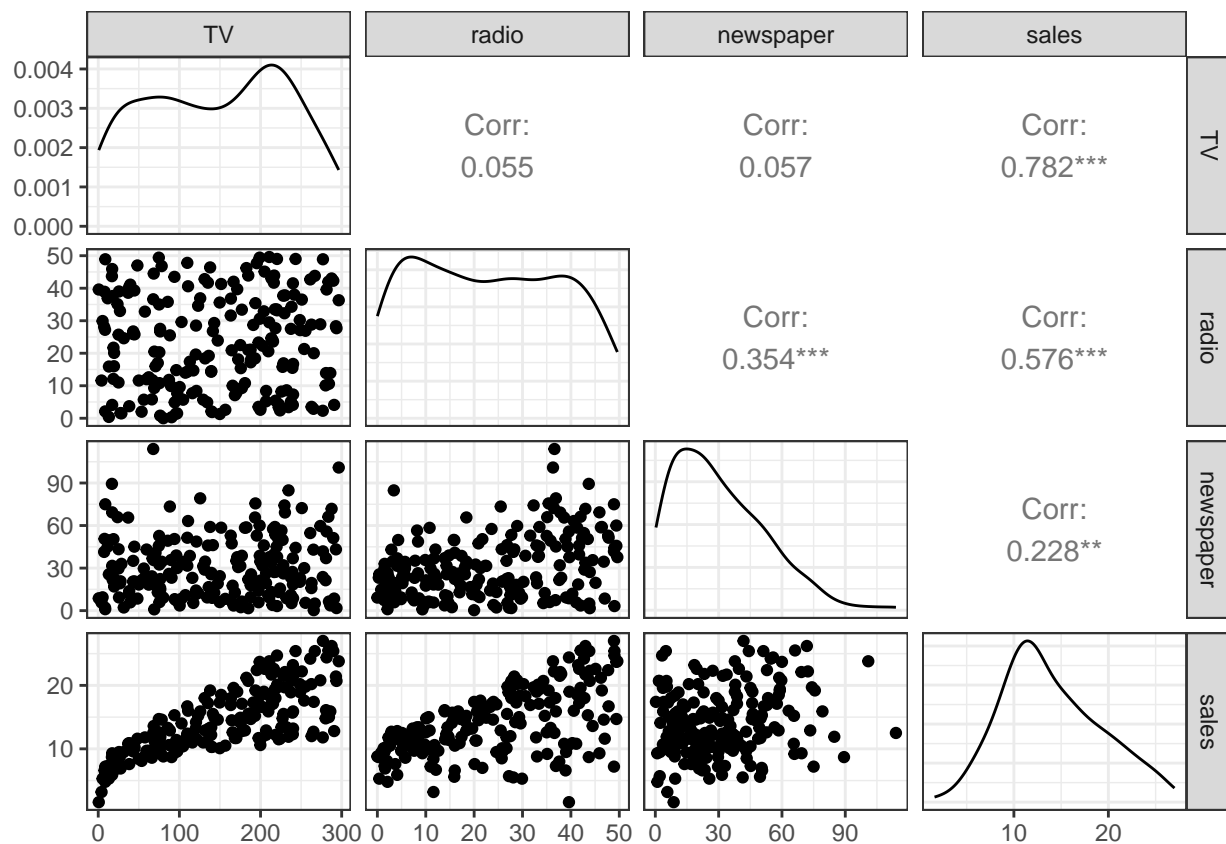 TV
radio
newspaper
sales
0.004
0.003
0.002
0.001
0.000
Corr:
0.055
Corr:
0.057
Corr:
0.782***
TV
50
40
30
20
10
0
Corr:
0.354***
Corr:
0.576***
radio
90
60
30
0
Corr:
0.228**
newspaper
20
10
sales
0 100 200 300
0 10 20 30 40 50
0 30 60 90
10 20